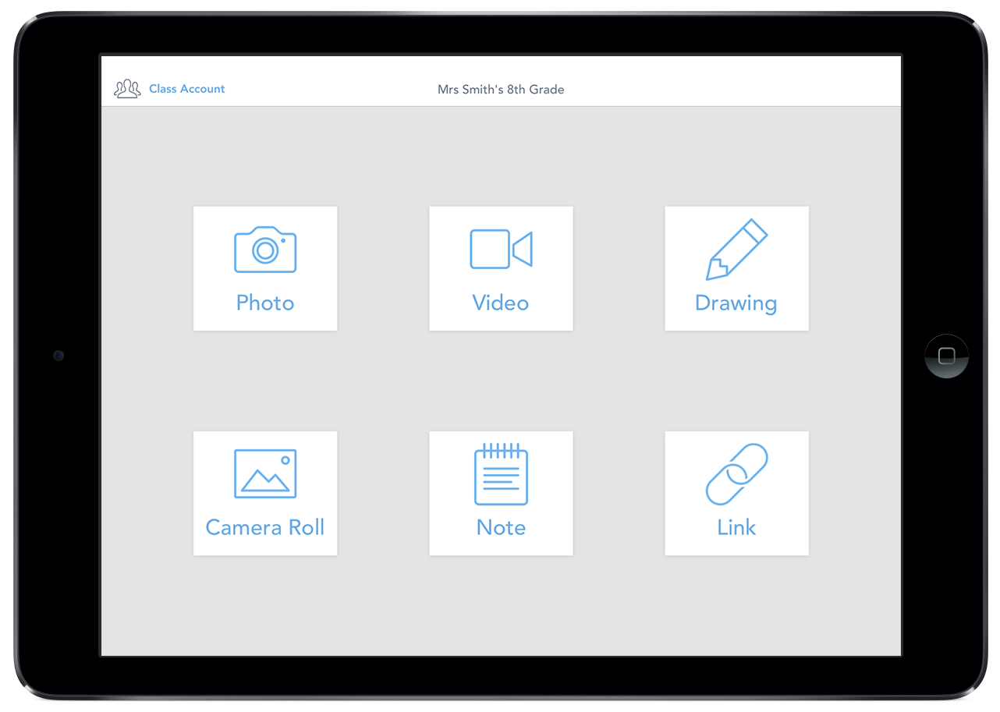 Class Account
Mrs Smith's 8th Grade
Photo
Video
Drawing
Camera Roll
Note
Link